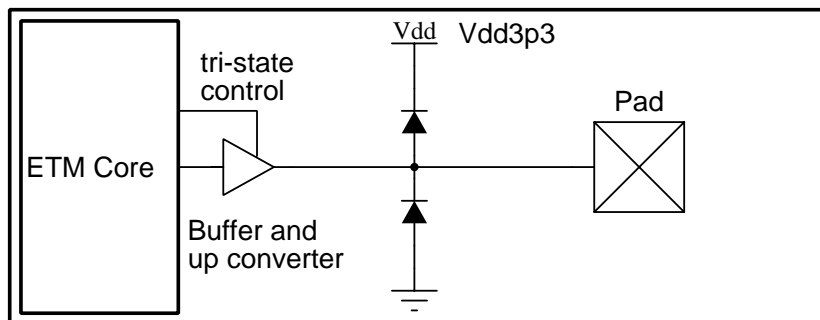 Vdd Vdd3p3
tri-state
control
Pad
ETM Core
Buffer and
up converter